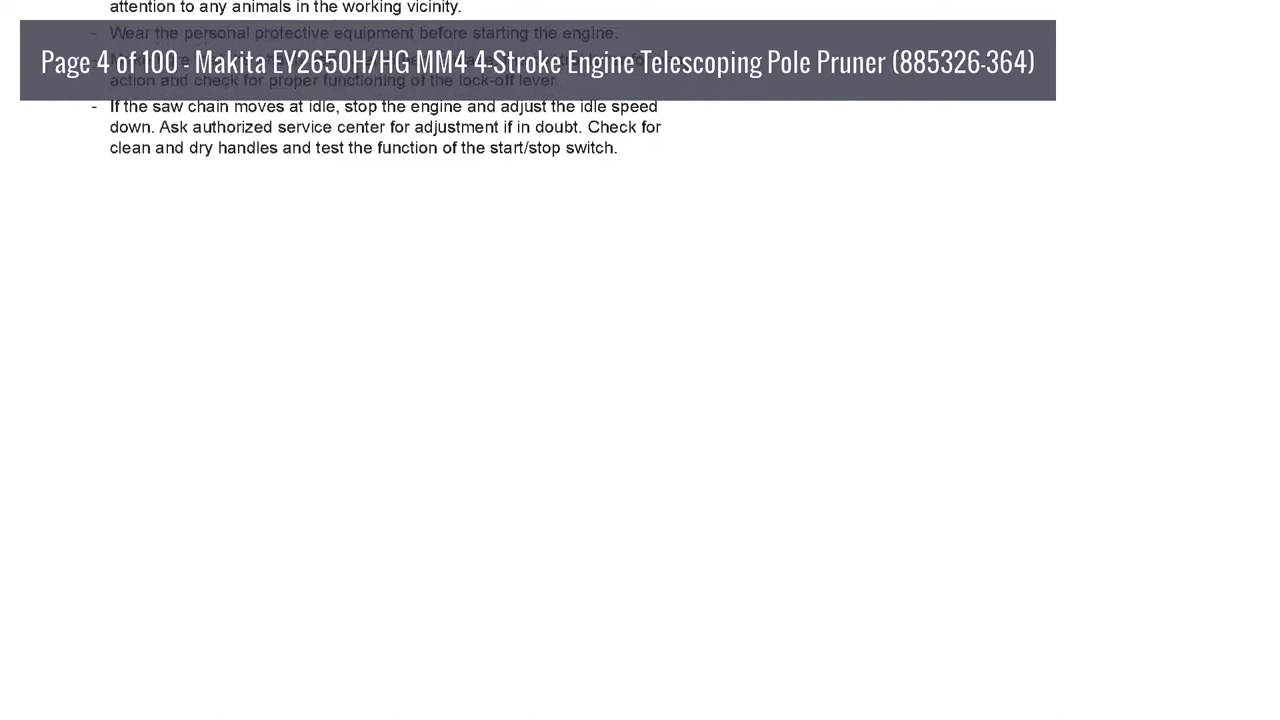 attention to any animals in the working vicinity.
- Wear the personal protective equipment before starting the engine.
Page 4 of 100 - Makita EY2650H/HG MM4 4-Stroke Engine Telescoping Pole Pruner (885326-364)
action and check for proper functioning of the lock-off lever.
- If the saw chain moves at idle, stop the engine and adjust the idle speed
down. Ask authorized service center for adjustment if in doubt. Check for
clean and dry handles and test the function of the start/stop switch.